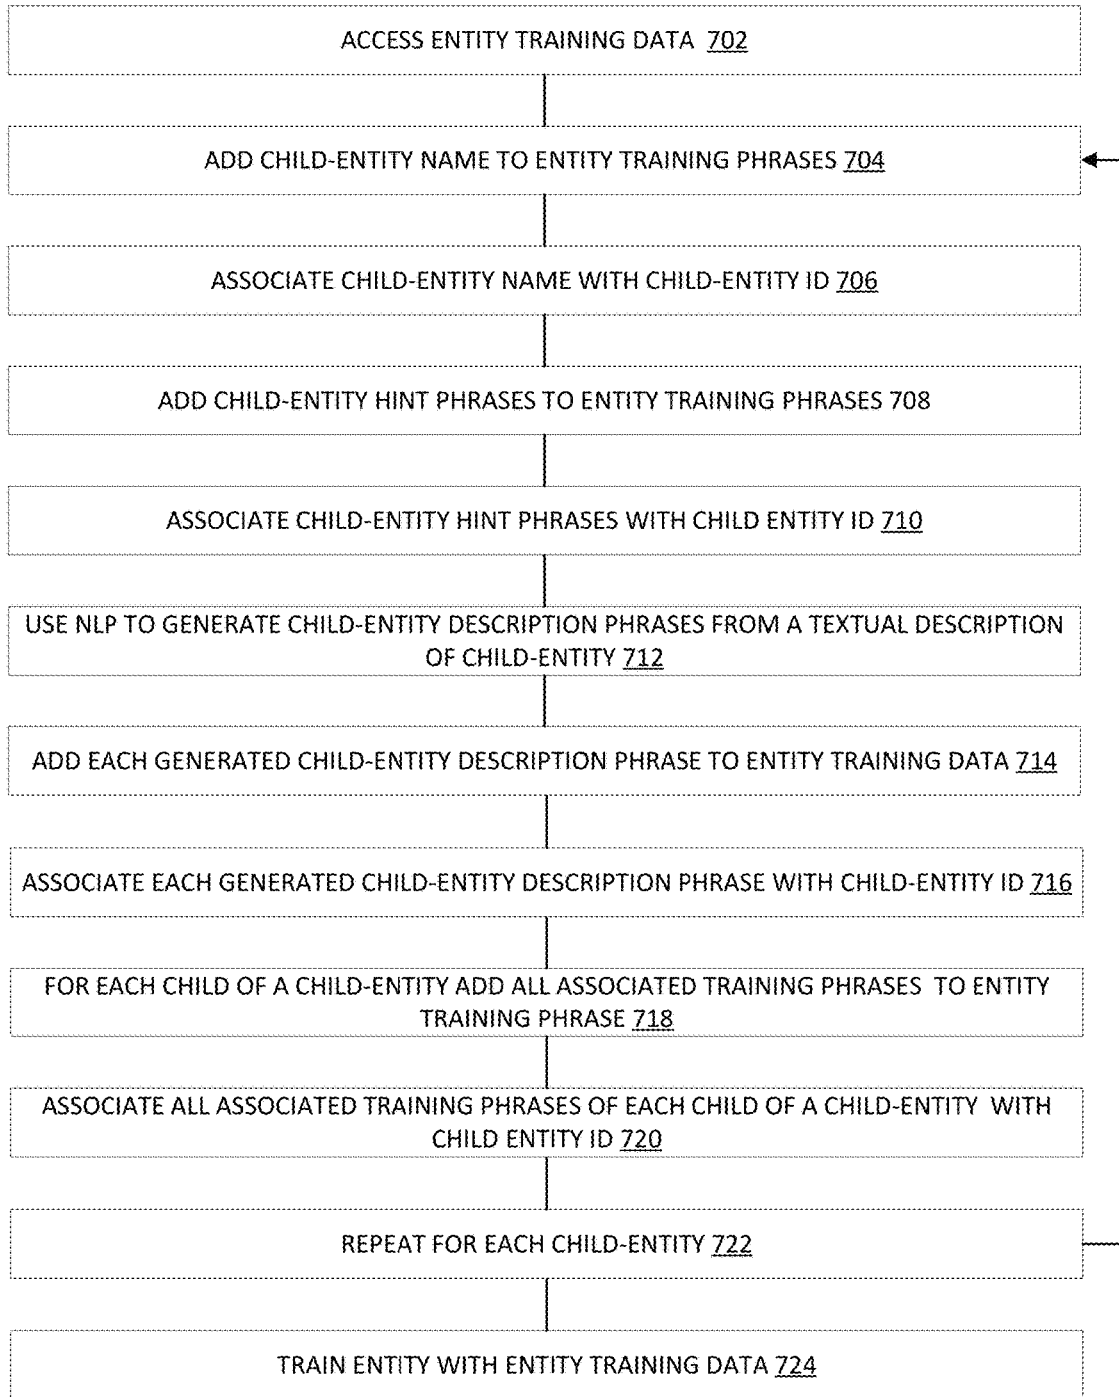 ACCESS ENTITY TRAINING DATA 702
ADD CHILD-ENTITY NAME TO ENTITY TRAINING PHRASES 704
ASSOCIATE CHILD-ENTITY NAME WITH CHILD-ENTITY ID 706
ADD CHILD-ENTITY HINT PHRASES TO ENTITY TRAINING PHRASES 708
ASSOCIATE CHILD-ENTITY HINT PHRASES WITH CHILD ENTITY ID 710
USE NLP TO GENERATE CHILD-ENTITY DESCRIPTION PHRASES FROM A TEXTUAL DESCRIPTION
OF CHILD-ENTITY 712
ADD EACH GENERATED CHILD-ENTITY DESCRIPTION PHRASE TO ENTITY TRAINING DATA 714
ASSOCIATE EACH GENERATED CHILD-ENTITY DESCRIPTION PHRASE WITH CHILD-ENTITY ID 716
FOR EACH CHILD OF A CHILD-ENTITY ADD ALL ASSOCIATED TRAINING PHRASES TO ENTITY
TRAINING PHRASE 718
ASSOCIATE ALL ASSOCIATED TRAINING PHRASES OF EACH CHILD OF A CHILD-ENTITY WITH
CHILD ENTITY ID 720
REPEAT FOR EACH CHILD-ENTITY 722
TRAIN ENTITY WITH ENTITY TRAINING DATA 724